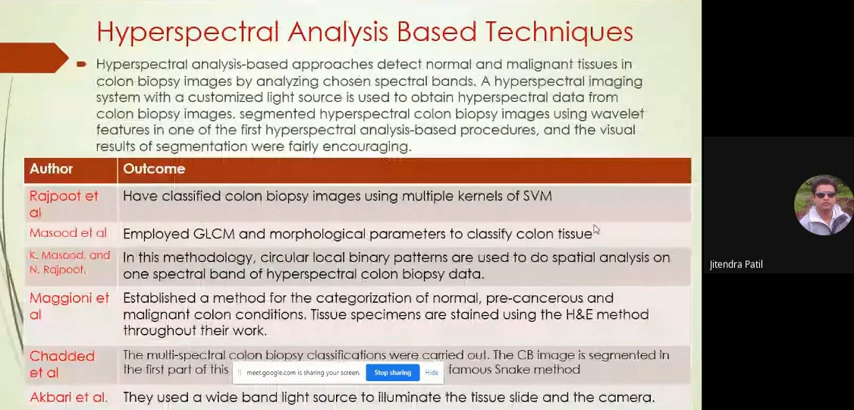 Hyperspectral Analysis Based Techniques
Hyperspectral analysis-based approaches detect normal and malignant tissues in
colon biopsy images by analyzing chosen spectral bands. A hyperspectral imaging
system with a customized light source is used to obtain hyperspectral data from
colon biopsy images. segmented hyperspectral colon biopsy images using wavelet
features in one of the first hyperspectral analysis-based procedures, and the visual
results of segmentation were fairly encouraging.
Author Outcome
Rajpoot et al Have classified colon biopsy images using multiple kernels of SVM
Masood et al Employed GLCM and morphological parameters to classify colon tissue
K. Masood, and In this methodology, circular local binary patterns are used to do spatial analysis on
N. Rajpoot, one spectral band of hyperspectral colon biopsy data.
Maggioni et Established a method for the categorization of normal, pre-cancerous and
al malignant colon conditions. Tissue specimens are stained using the H&E method
throughout their work.
Chadded The multi-spectral colon biopsy classifications were carried out. The CB image is segmented in
et al the first part of this famous Snake method
meet.google.com is sharing your screen. Stop sharing Hide
Akbari et al. They used a wide band light source to illuminate the tissue slide and the camera.
Jitendra Patil